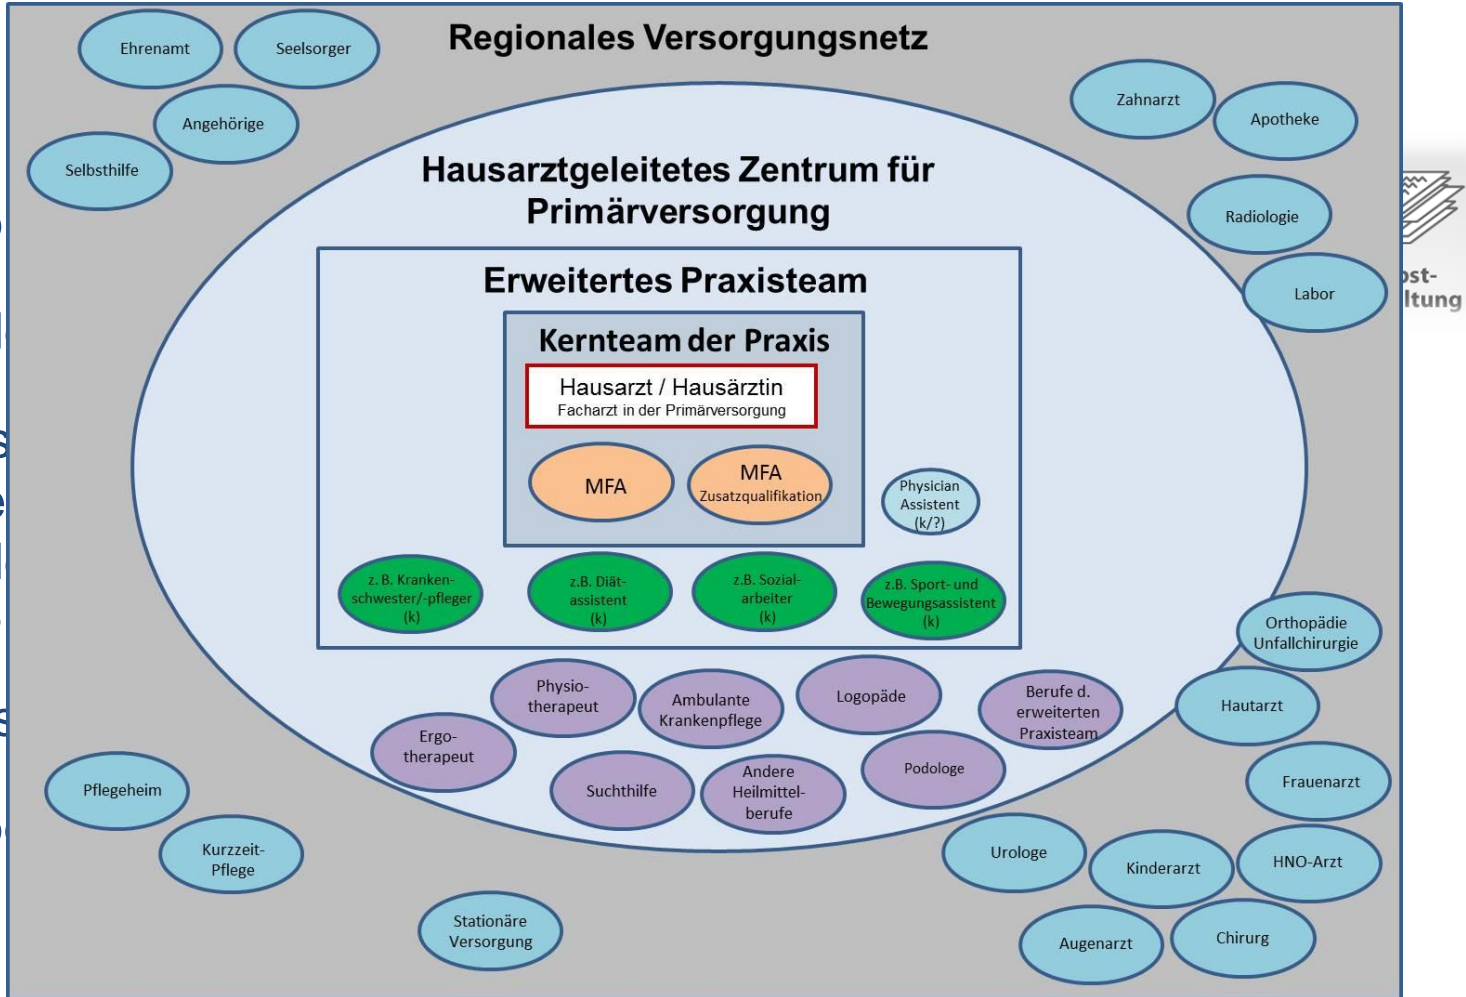 Regionales Versorgungsnetz
Ehrenamt
Seelsorger
Angehörige
Selbsthilfe
Zahnarzt
Apotheke
Radiologie
Labor
Hausarztgeleitetes Zentrum für
Primärversorgung
Erweitertes Praxisteam
Kernteam der Praxis
Hausarzt / Hausärztin
Facharzt in der Primärversorgung
MFA
MFA
Zusatzqualifikation
Physician
Assistent
(k/?)
z. B. Kranken-
schwester/-pfleger
(k)
z.B. Diät-
assistent
(k)
z.B. Sozial-
arbeiter
(k)
z.B. Sport- und
Bewegungsassistent
(k)
Physio-
therapeut
Ambulante
Krankenpflege
Logopäde
Berufe d.
erweiterten
Praxisteam
Ergo-
therapeut
Suchthilfe
Andere
Heilmittel-
berufe
Podologe
Orthopädie
Unfallchirurgie
Hautarzt
Frauenarzt
Urologe
Kinderarzt
HNO-Arzt
Augenarzt
Chirurg
Pflegeheim
Kurzzeit-
Pflege
Stationäre
Versorgung